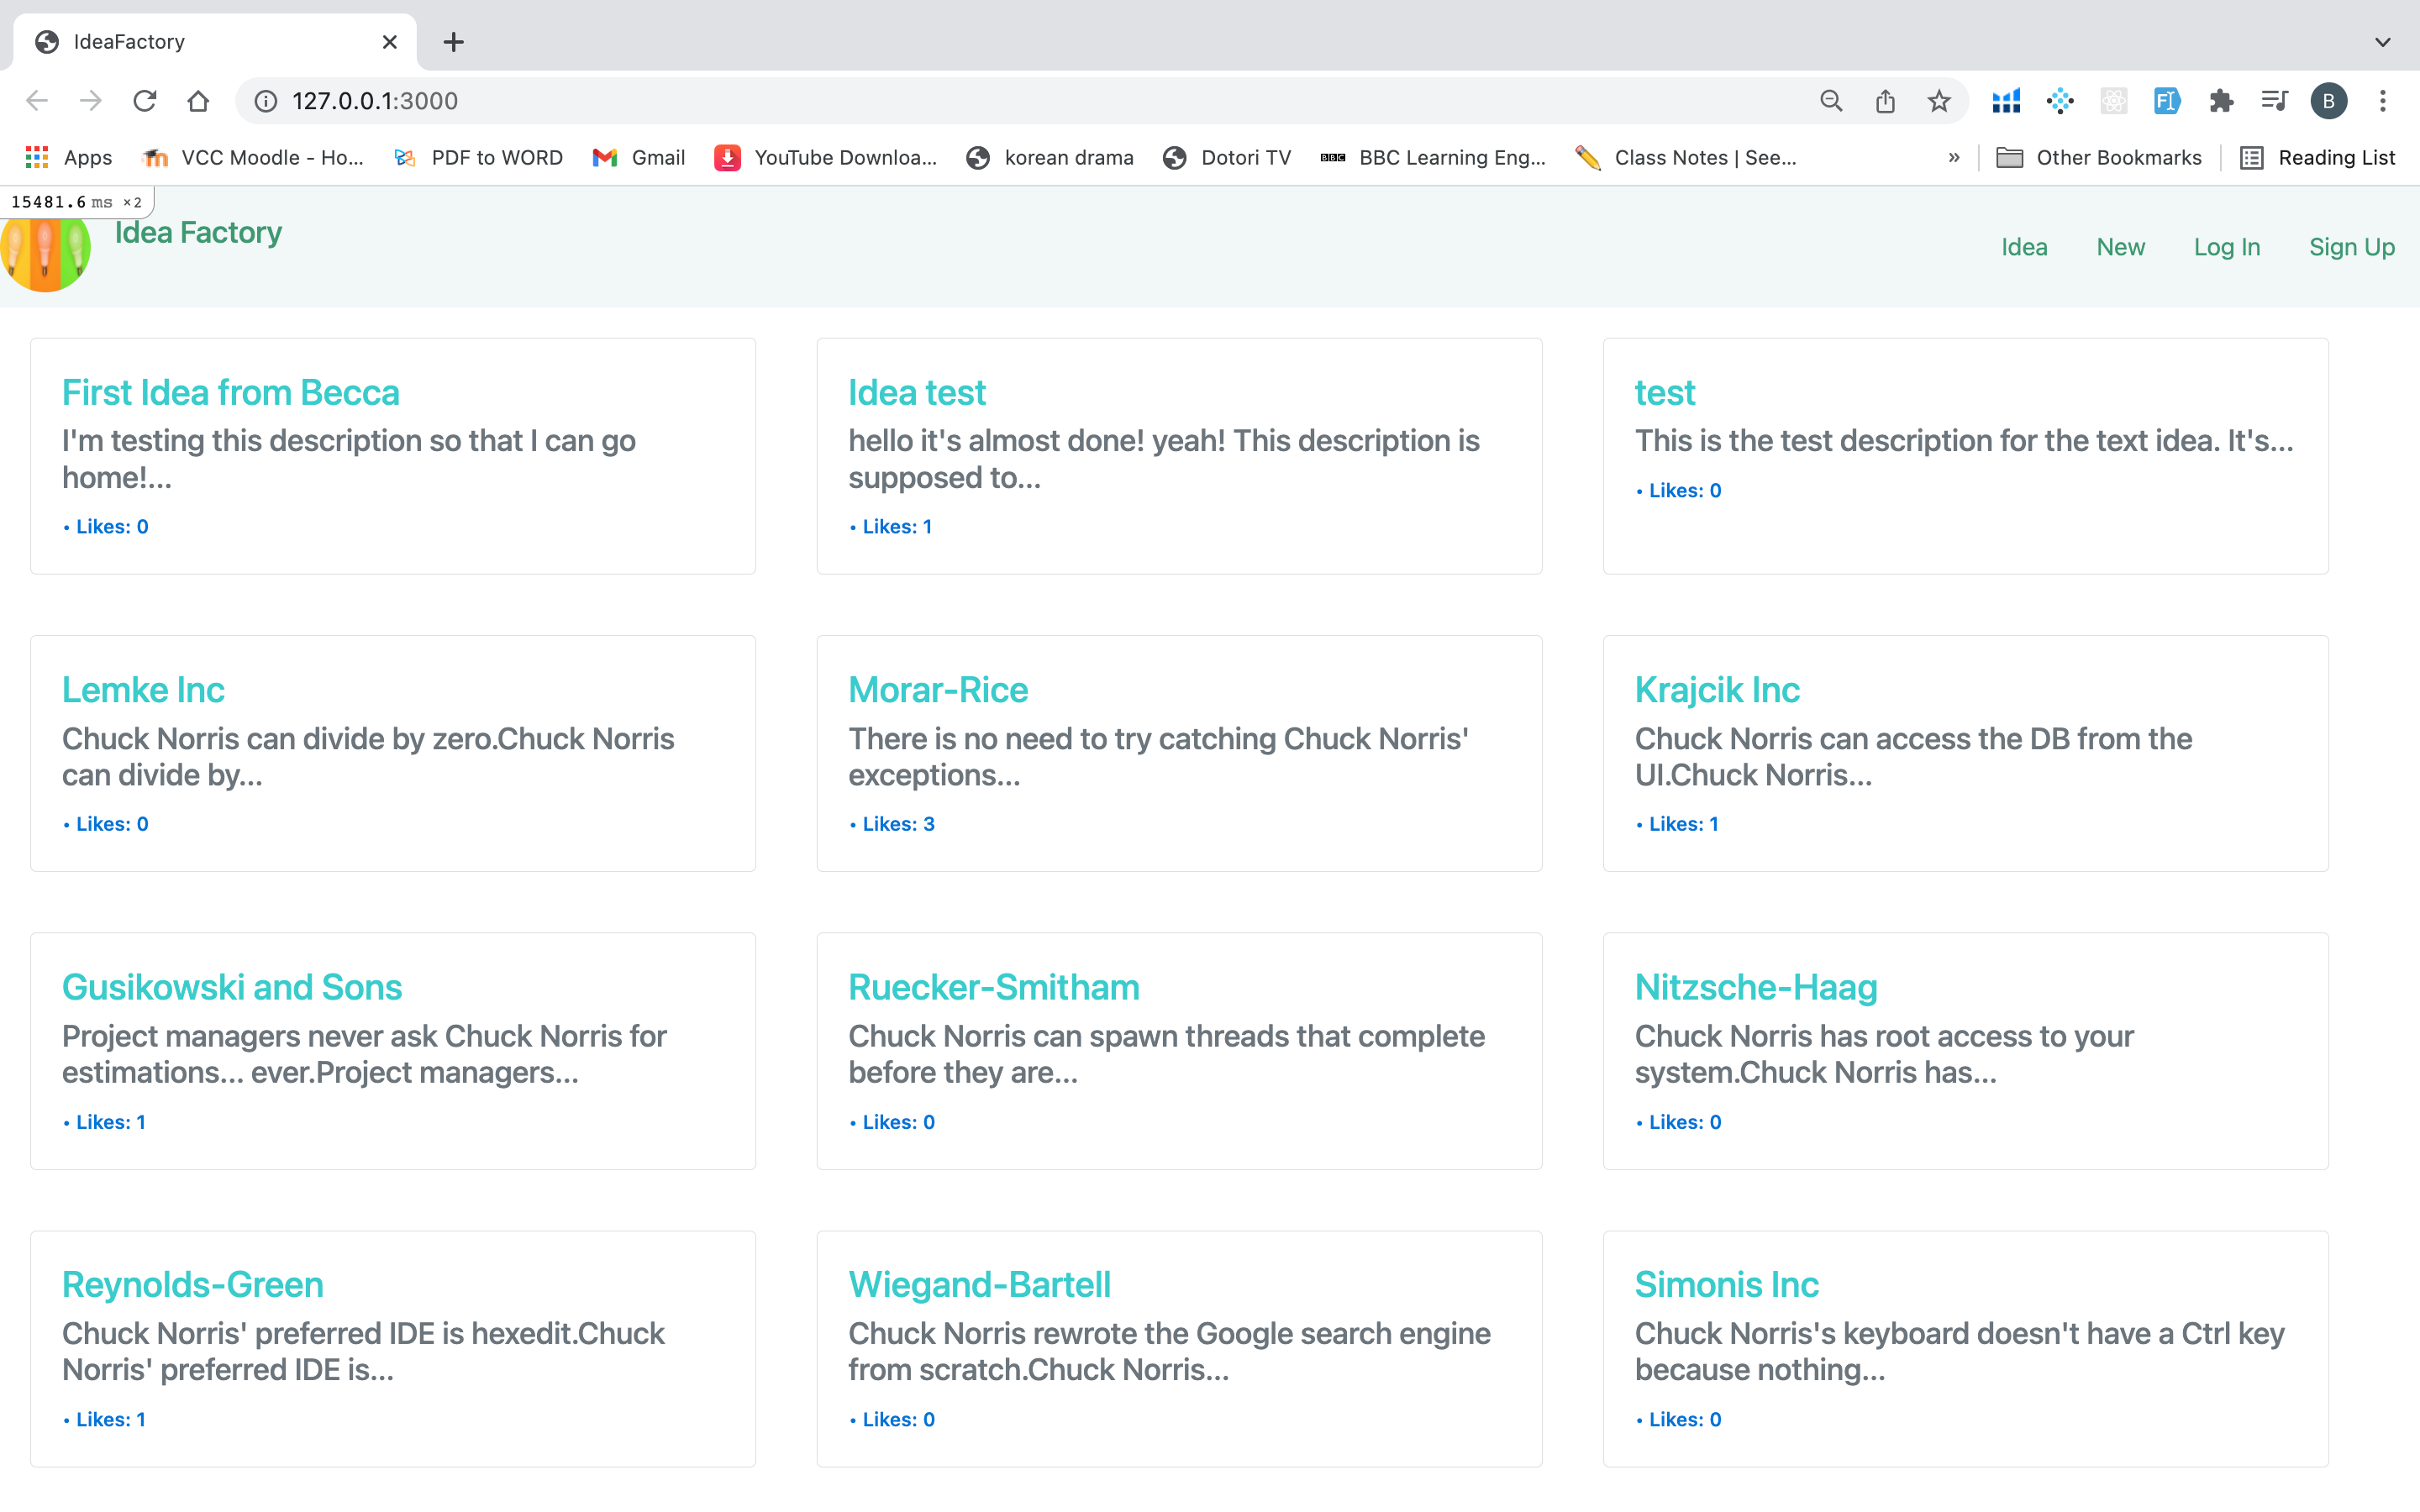 IdeaFactory
127.0.0.1:3000
B
Apps VCC Moodle - Ho... PDF to WORD Gmail YouTube Downloa... korean drama Dotori TV BBC BBC Learning Eng... Class Notes | See... » Other Bookmarks Reading List
15481.6 ms ×2
Idea Factory
Idea New Log In Sign Up
First Idea from Becca
I'm testing this description so that I can go
home!...
• Likes: 0
Idea test
hello it's almost done! yeah! This description is
supposed to...
• Likes: 1
test
This is the test description for the text idea. It's...
• Likes: 0
Lemke Inc
Chuck Norris can divide by zero.Chuck Norris
can divide by...
• Likes: 0
Morar-Rice
There is no need to try catching Chuck Norris'
exceptions...
• Likes: 3
Krajcik Inc
Chuck Norris can access the DB from the
UI.Chuck Norris...
• Likes: 1
Gusikowski and Sons
Project managers never ask Chuck Norris for
estimations... ever.Project managers...
• Likes: 1
Ruecker-Smitham
Chuck Norris can spawn threads that complete
before they are...
• Likes: 0
Nitzsche-Haag
Chuck Norris has root access to your
system.Chuck Norris has...
• Likes: 0
Reynolds-Green
Chuck Norris' preferred IDE is hexedit.Chuck
Norris' preferred IDE is...
• Likes: 1
Wiegand-Bartell
Chuck Norris rewrote the Google search engine
from scratch.Chuck Norris...
• Likes: 0
Simonis Inc
Chuck Norris's keyboard doesn't have a Ctrl key
because nothing...
• Likes: 0